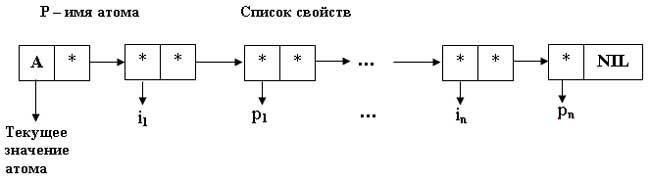 P – имя атома
Список свойств
A * * * * * ... * * * NIL
i1 p1 ... in pn
Текущее
значение
атома